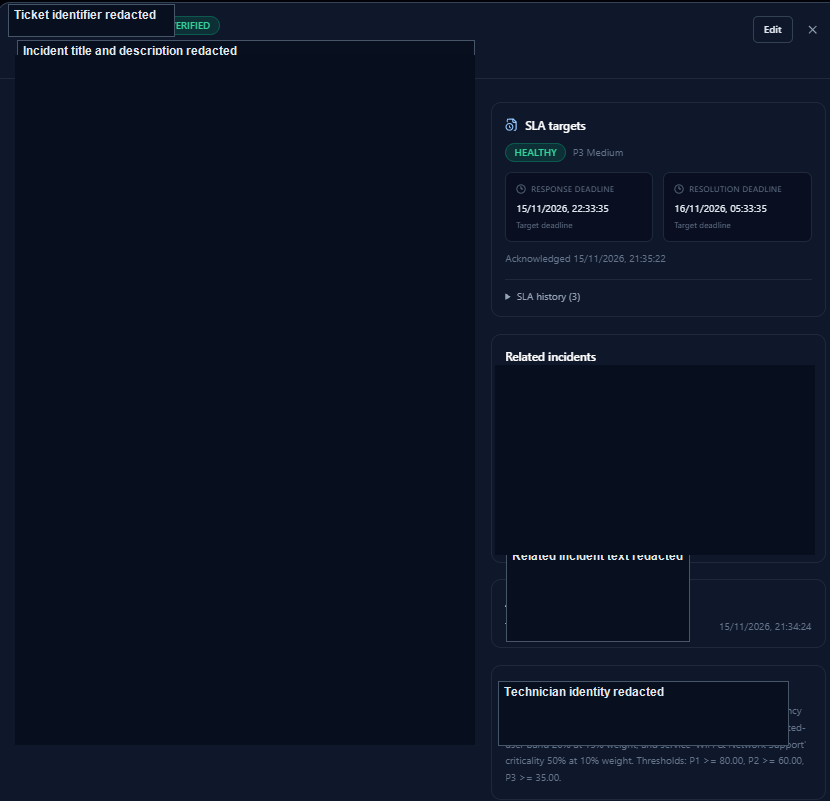 Ticket identifier redacted
ERIFIED
Edit
Incident title and description redacted
SLA targets
HEALTHY P3 Medium
RESPONSE DEADLINE
15/11/2026, 22:33:35
Target deadline
RESOLUTION DEADLINE
16/11/2026, 05:33:35
Target deadline
Acknowledged 15/11/2026, 21:35:22
SLA history (3)
Related incidents
Related incident text redacted
15/11/2026, 21:34:24
Technician identity redacted
ncy
ted-
user band 20% at 15% weight, and service 'WiFi & Network Support'
criticality 50% at 10% weight. Thresholds: P1 >= 80.00, P2 >= 60.00,
P3 >= 35.00.